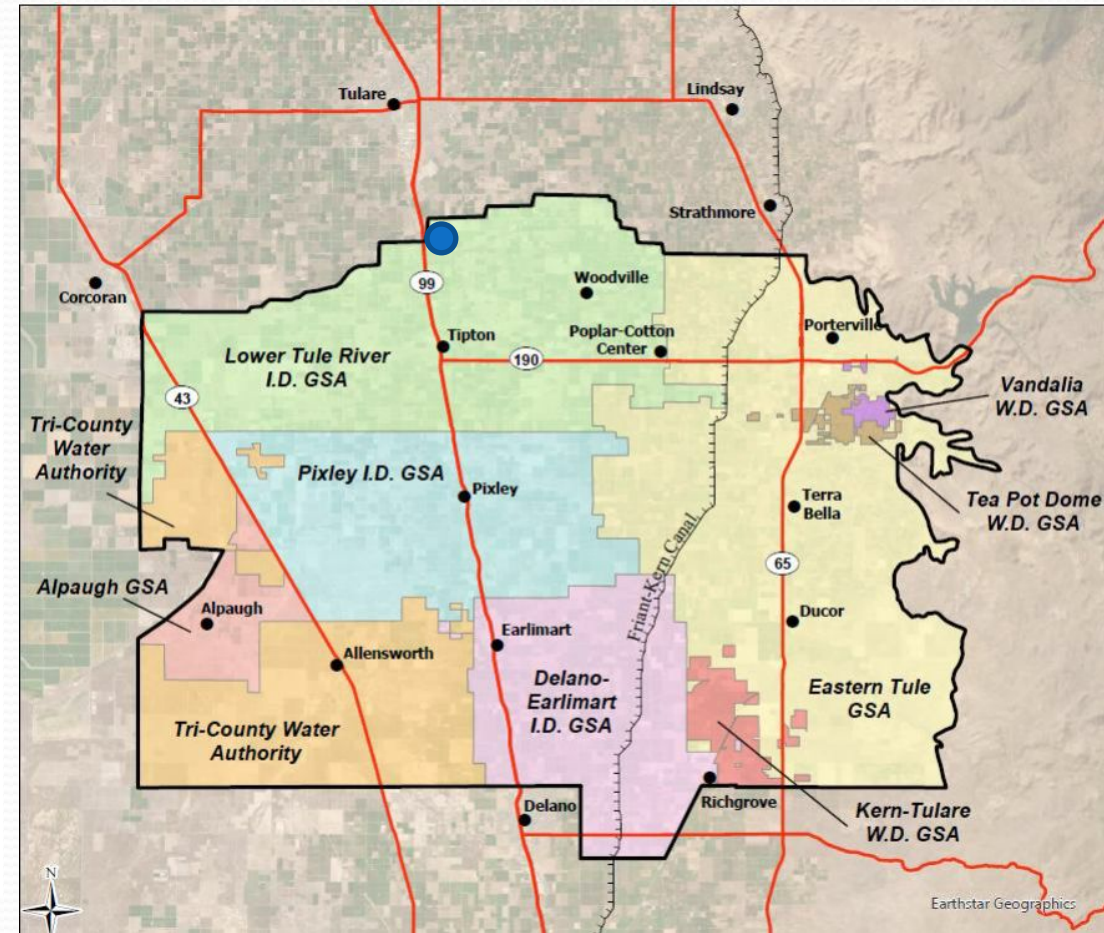 Tulare
Lindsay
Strathmore
99
Woodville
Corcoran
Tipton
Poplar-Cotton
Center
Porterville
190
Lower Tule River
I.D. GSA
43
Vandalia
W.D. GSA
Tri-County
Water
Authority
Pixley I.D. GSA
Pixley
Terra
Bella
Tea Pot Dome
W.D. GSA
Friant-Kern Canal
65
Alpaugh GSA
Alpaugh
Ducor
Earlimart
Allensworth
Delano-
Earlimart
I.D. GSA
Eastern Tule
GSA
Tri-County Water
Authority
Richgrove
Delano
Kern-Tulare
W.D. GSA
N
Earthstar Geographics